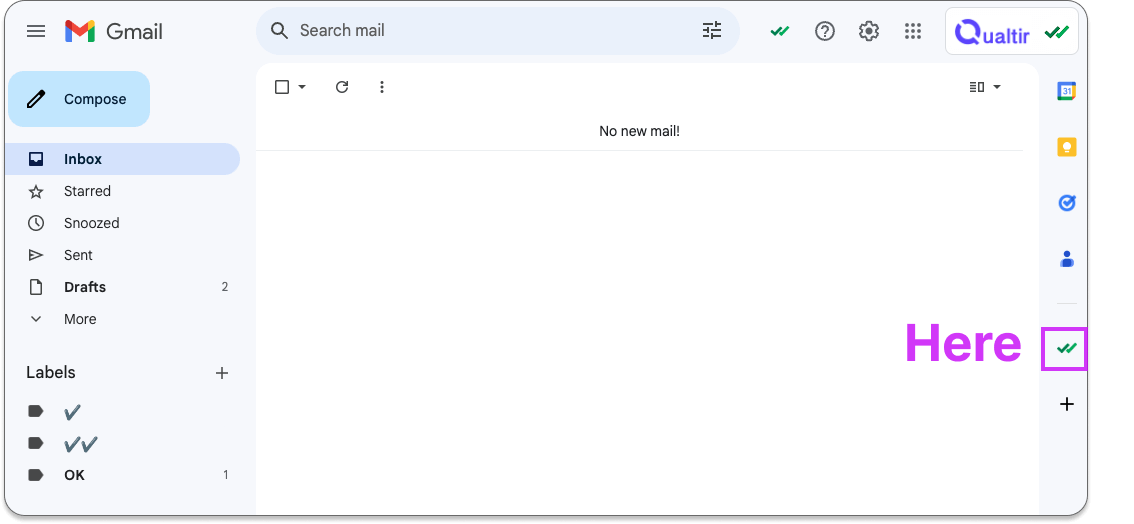 Gmail
Search mail
Qualtir
Compose
No new mail!
Inbox
Starred
Snoozed
Sent
Drafts 2
More
Here
Labels
✔
✔✔
OK 1
31